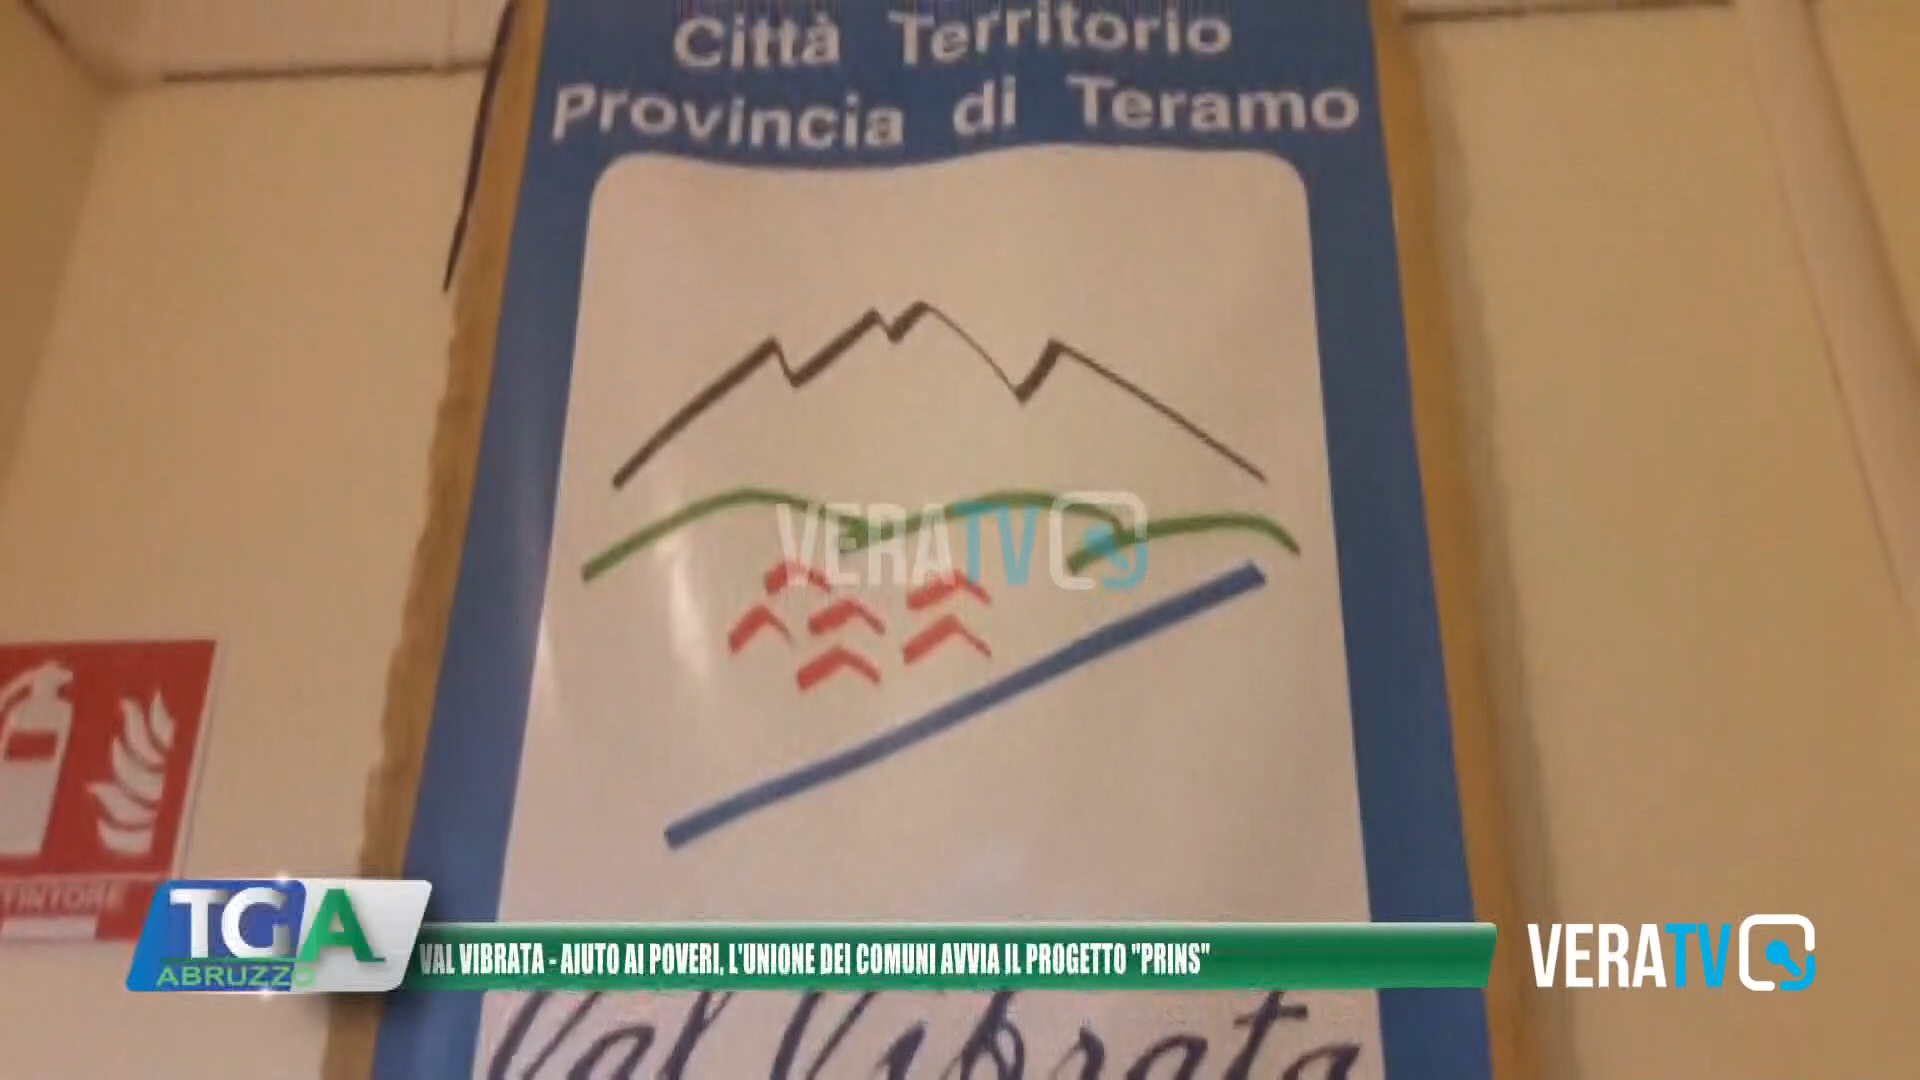 Città Territorio
Provincia di Teramo
VERATV
TINTORE
TGA
ABRUZZO
VAL VIBRATA - AIUTO AI POVERI, L'UNIONE DEI COMUNI AVVIA IL PROGETTO "PRINS"
VERATV
Val Vibrata